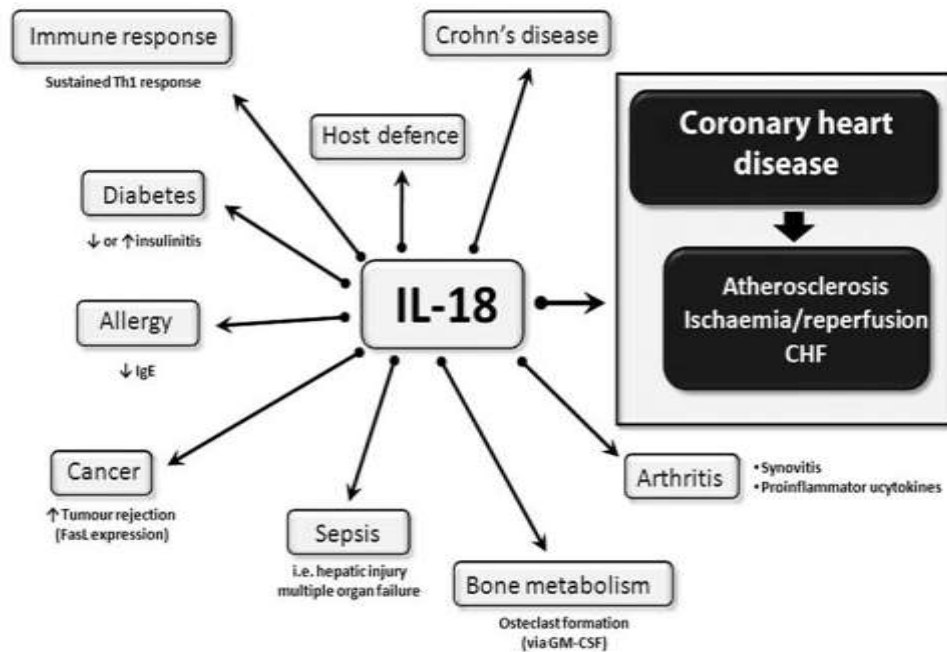 Immune response
Sustained Th1 response
Crohn's disease
Host defence
Coronary heart
disease
Diabetes
↓ or ↑ insulinitis
IL-18
Atherosclerosis
Ischaemia/reperfusion
CHF
Allergy
↓ IgE
Cancer
↑ Tumour rejection
(FasL expression)
Sepsis
i.e. hepatic injury
multiple organ failure
Bone metabolism
Osteclast formation
(via GM-CSF)
Arthritis
• Synovitis
• Proinflammator ucytokines